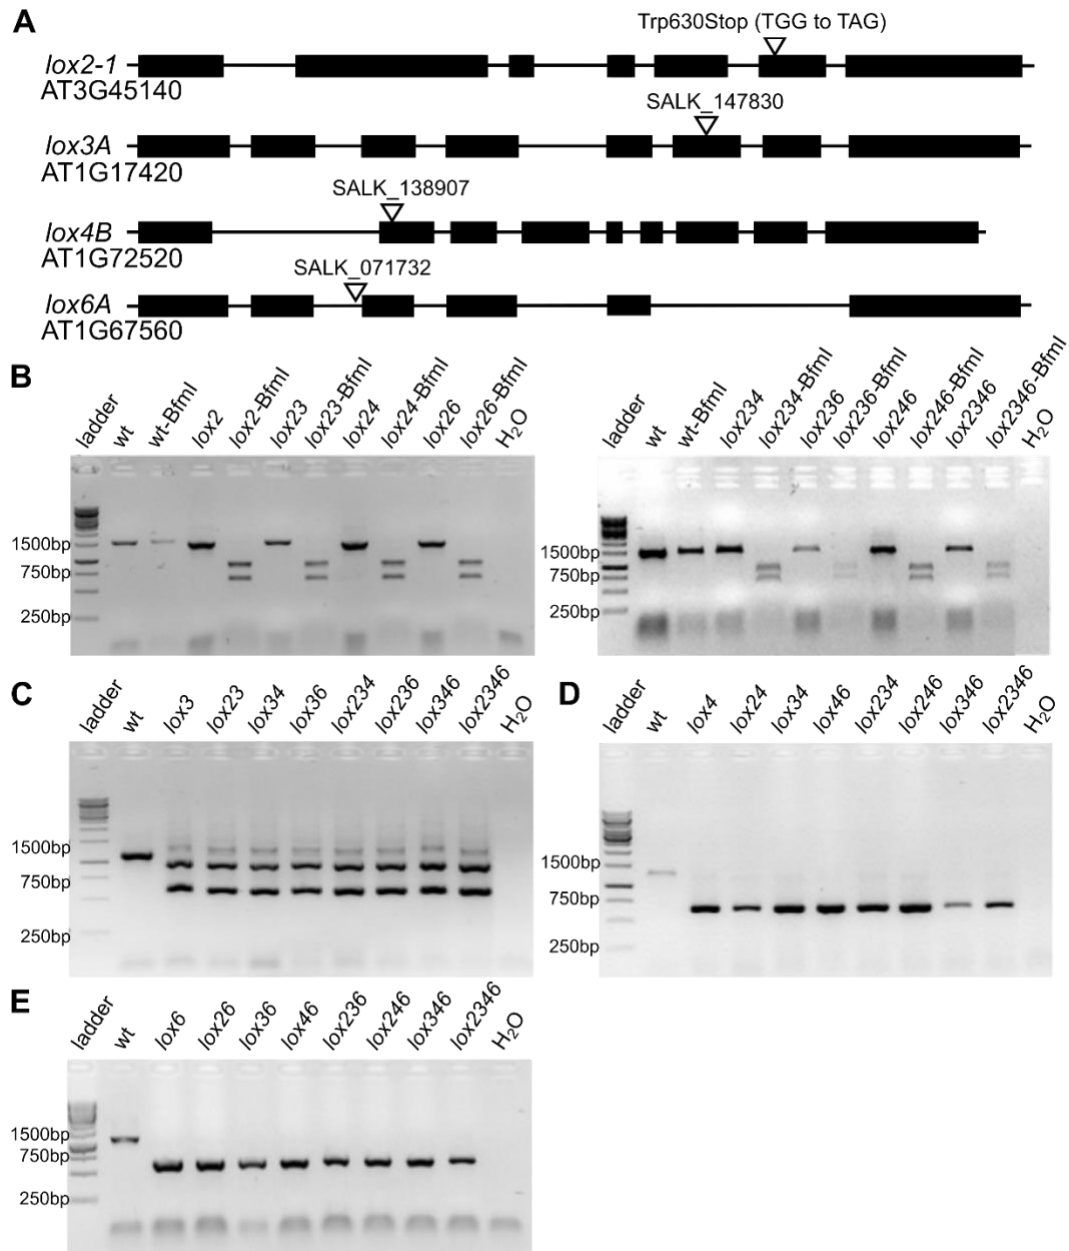 A
Trp630Stop (TGG to TAG)
lox2-1
AT3G45140
SALK_147830
lox3A
AT1G17420
SALK_138907
lox4B
AT1G72520
SALK_071732
lox6A
AT1G67560
B
ladder wt wt-BfmI lox2 lox2-BfmI lox23 lox23-BfmI lox24 lox24-BfmI lox26 lox26-BfmI H2O
1500bp
750bp
250bp
ladder wt wt-BfmI lox234 lox234-BfmI lox236 lox236-BfmI lox246 lox246-BfmI lox2346 lox2346-BfmI H2O
1500bp
750bp
250bp
C
ladder wt lox3 lox23 lox34 lox36 lox234 lox236 lox346 lox2346 H2O
1500bp
750bp
250bp
D
ladder wt lox4 lox24 lox34 lox46 lox234 lox246 lox346 lox2346 H2O
1500bp
750bp
250bp
E
ladder wt lox6 lox26 lox36 lox46 lox236 lox246 lox346 lox2346 H2O
1500bp
750bp
250bp